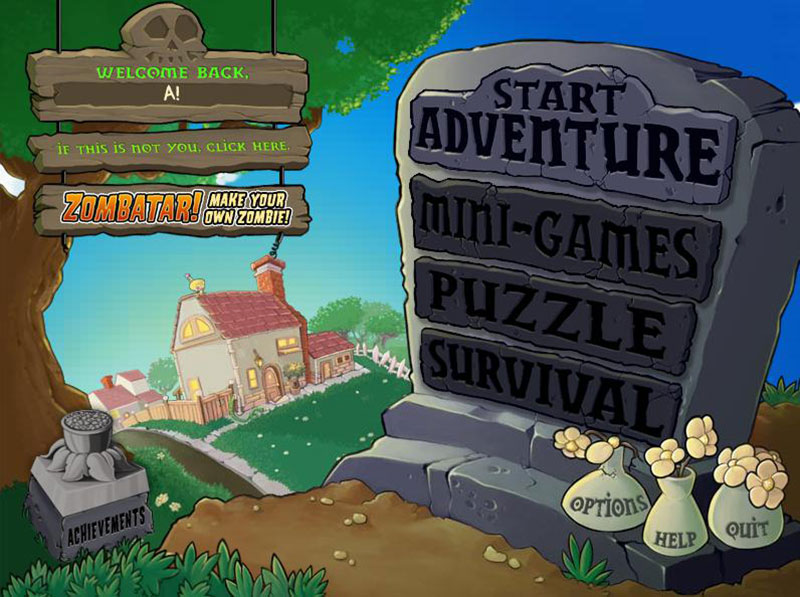 WELCOME BACK,
A!
IF THIS IS NOT YOU, CLICK HERE.
ZOMBATAR! MAKE YOUR
OWN ZOMBIE!
START
ADVENTURE
MINI-GAMES
PUZZLE
SURVIVAL
ACHIEVEMENTS
OPTIONS
HELP
QUIT